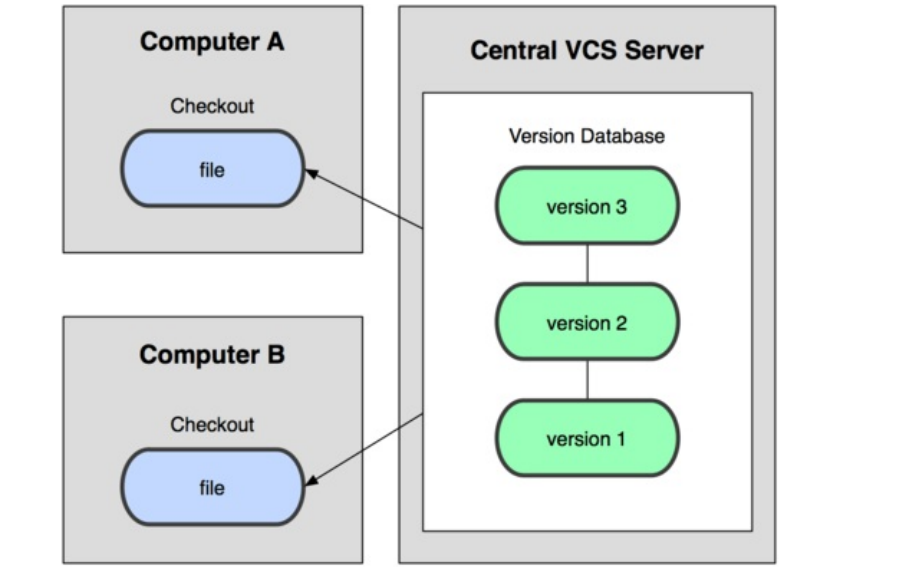 Computer A
Checkout
file
Computer B
Checkout
file
Central VCS Server
Version Database
version 3
version 2
version 1